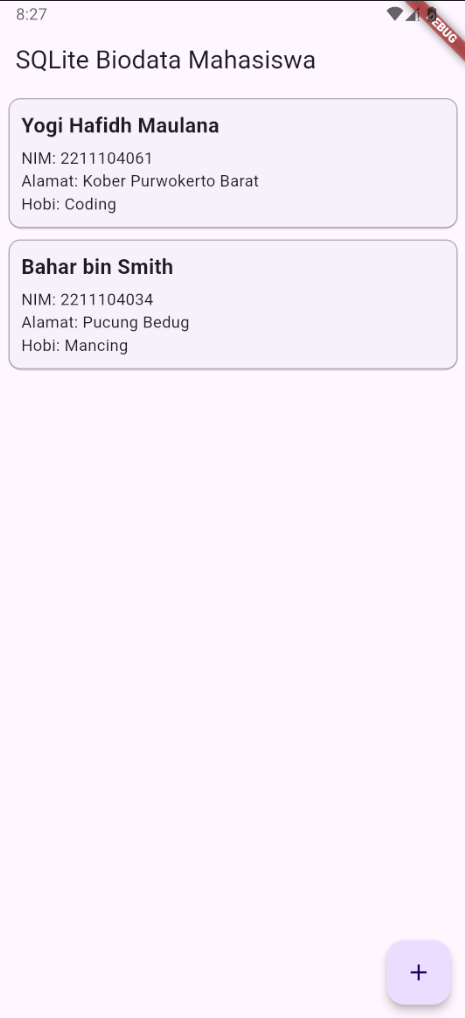 8:27
SQLite Biodata Mahasiswa
Yogi Hafidh Maulana
NIM: 2211104061
Alamat: Kober Purwokerto Barat
Hobi: Coding
Bahar bin Smith
NIM: 2211104034
Alamat: Pucung Bedug
Hobi: Mancing
+